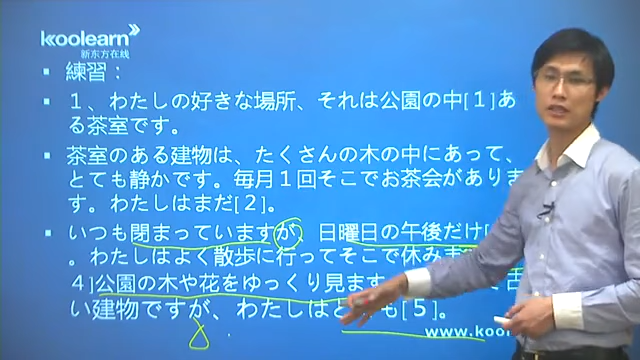 koolearn
新东方在线
練習：
１、わたしの好きな場所、それは公園の中[１]あ
る茶室です。
茶室のある建物は、たくさんの木の中にあって、
とても静かです。毎月１回そこでお茶会がありま
す。わたしはまだ[２]。
いつも閉まっていますが、日曜日の午後だけ[
。わたしはよく散歩に行ってそこで休みま
４]公園の木や花をゆっくり見ます
い建物ですが、わたしはと も[５]。
www.koo